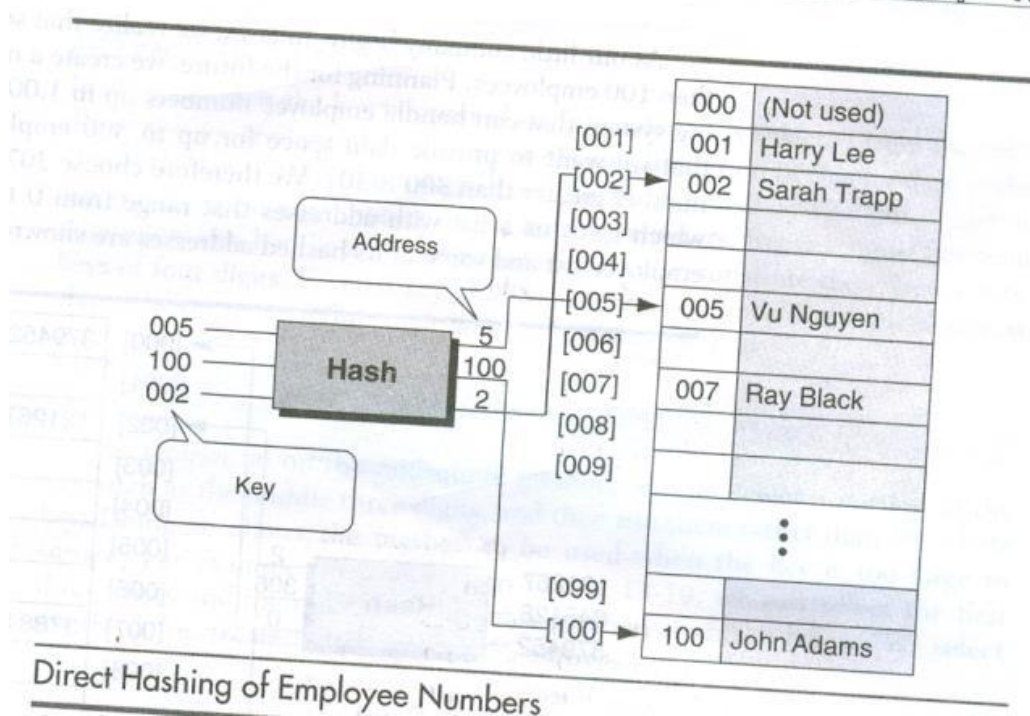 000 (Not used)
[001] 001 Harry Lee
[002] 002 Sarah Trapp
[003]
Address
[004]
[005] 005 Vu Nguyen
005 5
[006]
100 Hash 100
[007] 007 Ray Black
002 2
[008]
[009]
Key
[099]
[100] 100 John Adams
Direct Hashing of Employee Numbers